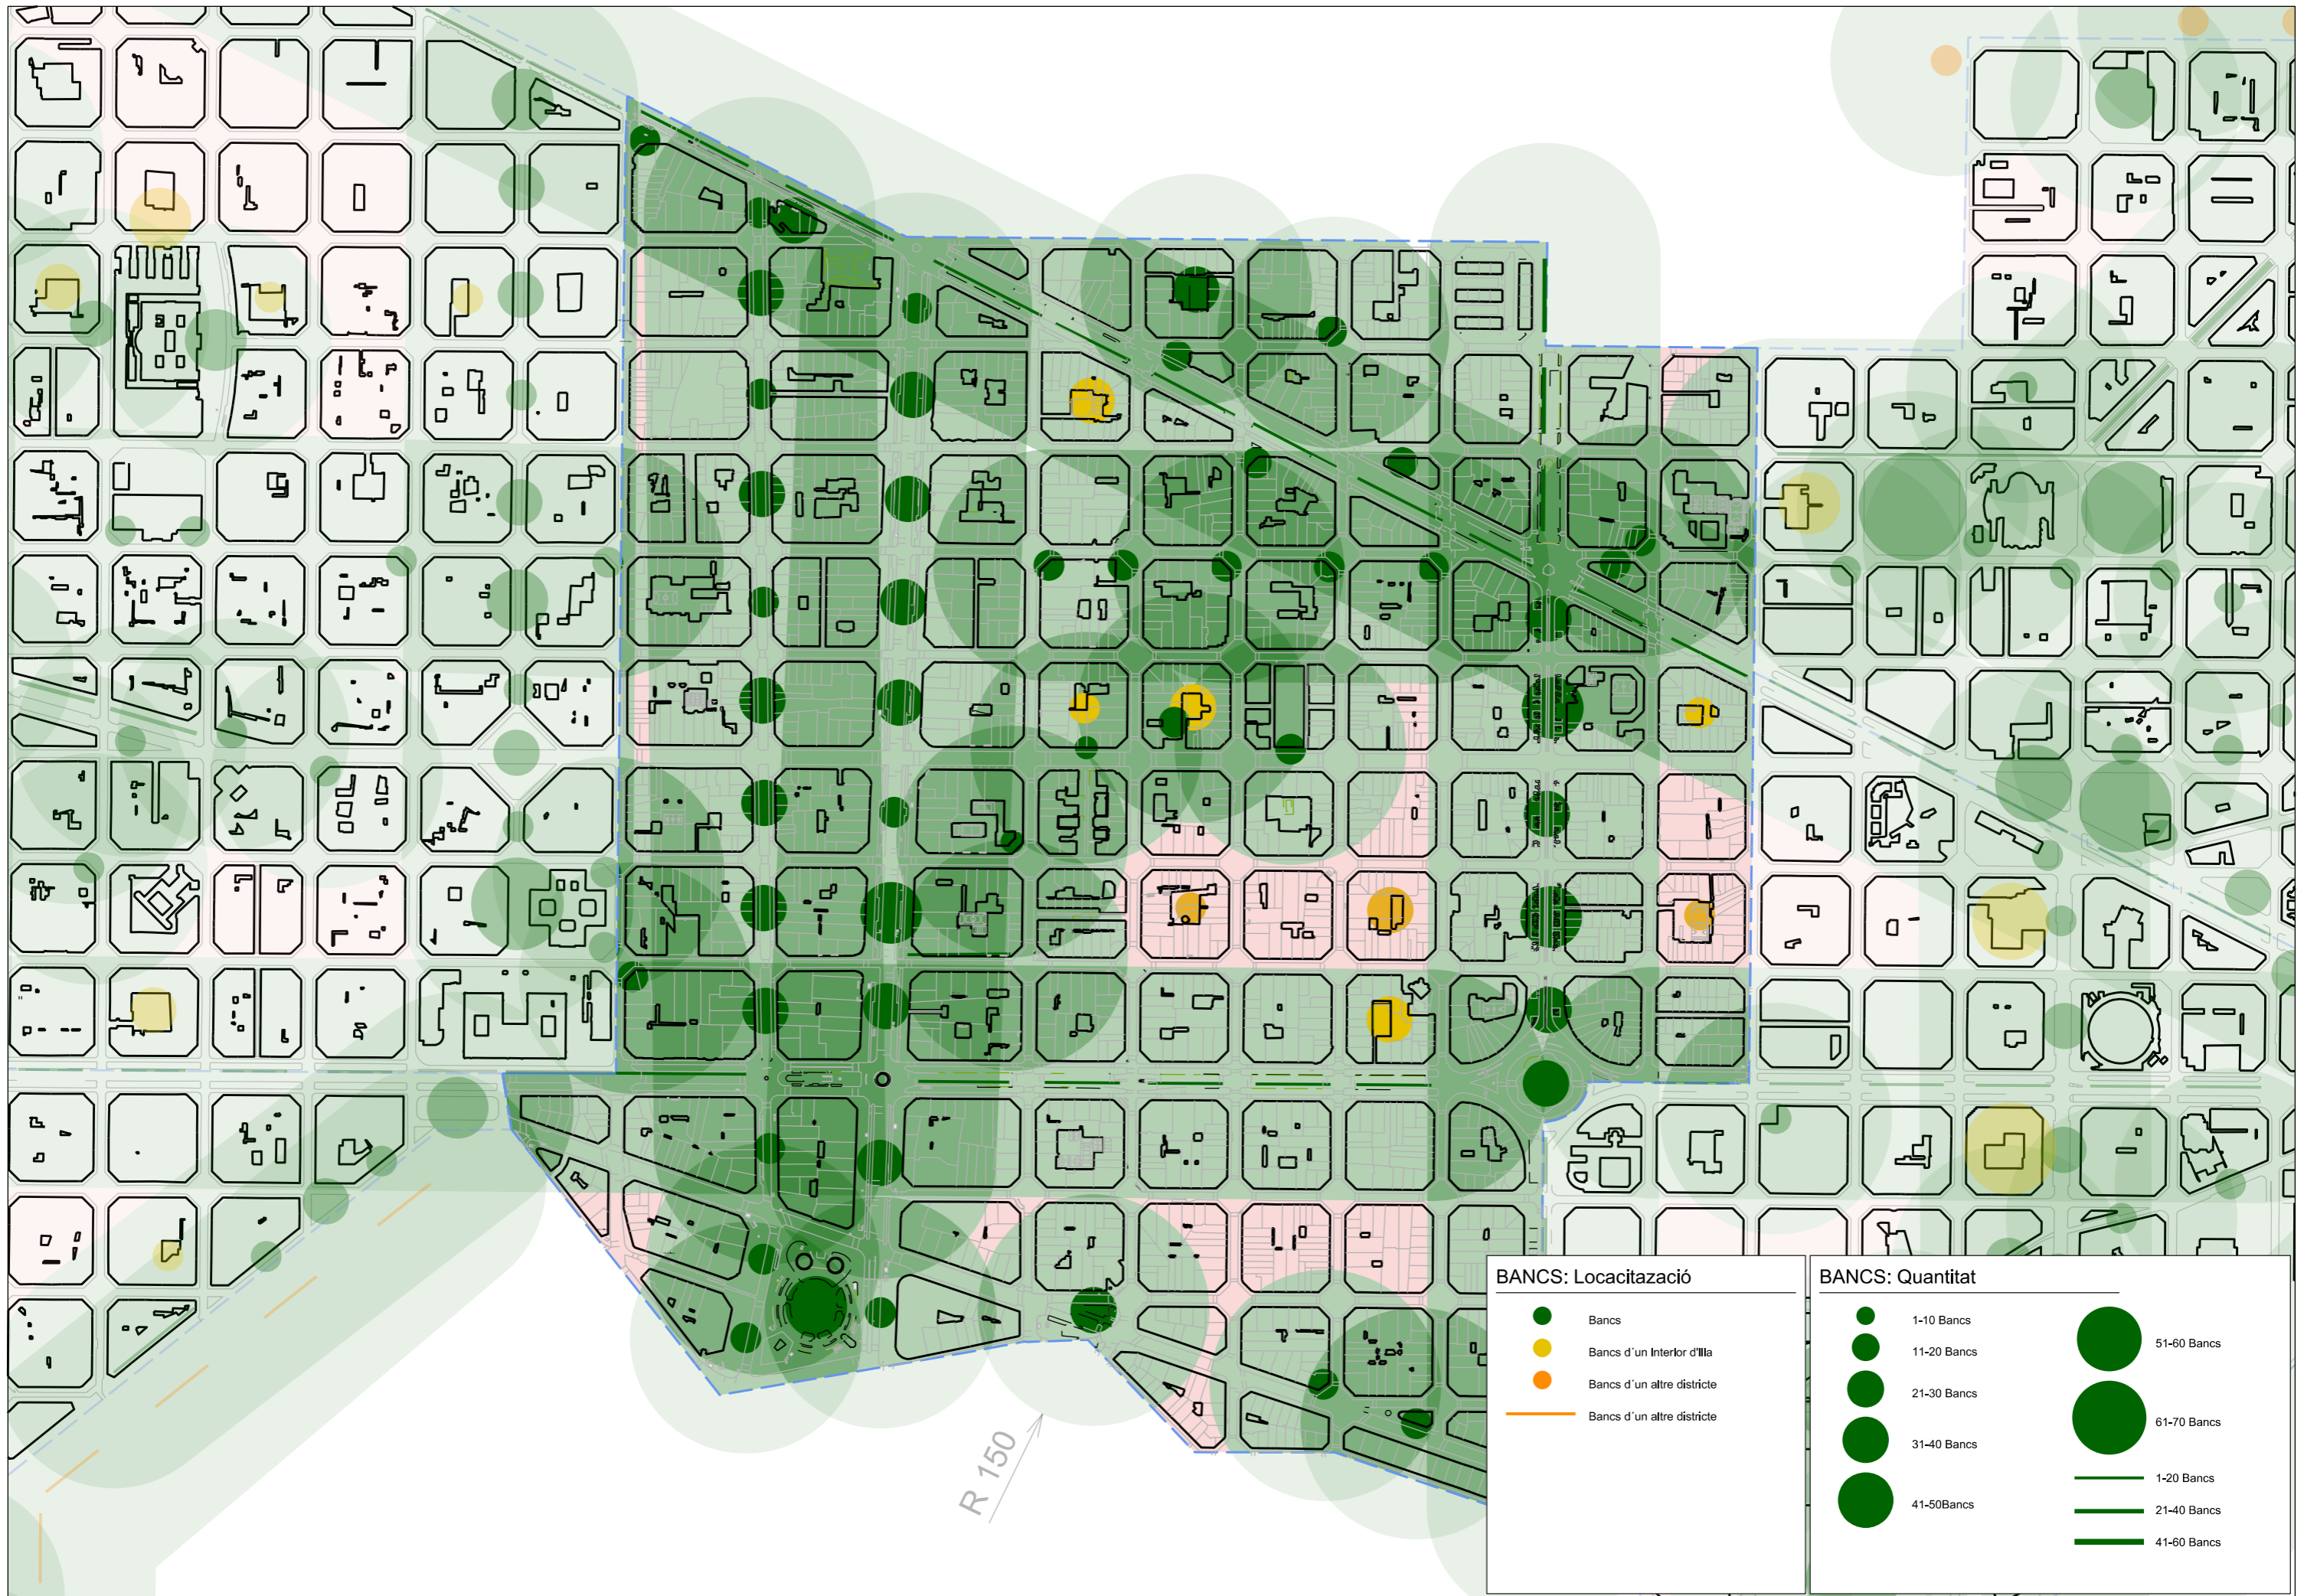 R 150
BANCS: Locacitazació
Bancs
Bancs d´un Interior d'Illa
Bancs d´un altre districte
Bancs d´un altre districte
BANCS: Quantitat
1-10 Bancs
11-20 Bancs
21-30 Bancs
31-40 Bancs
41-50Bancs
51-60 Bancs
61-70 Bancs
1-20 Bancs
21-40 Bancs
41-60 Bancs